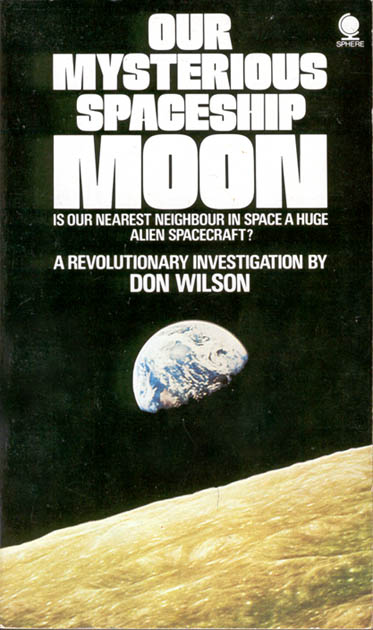 OUR
MYSTERIOUS
SPACESHIP
MOON
IS OUR NEAREST NEIGHBOUR IN SPACE A HUGE
ALIEN SPACECRAFT?
A REVOLUTIONARY INVESTIGATION BY
DON WILSON
SPHERE